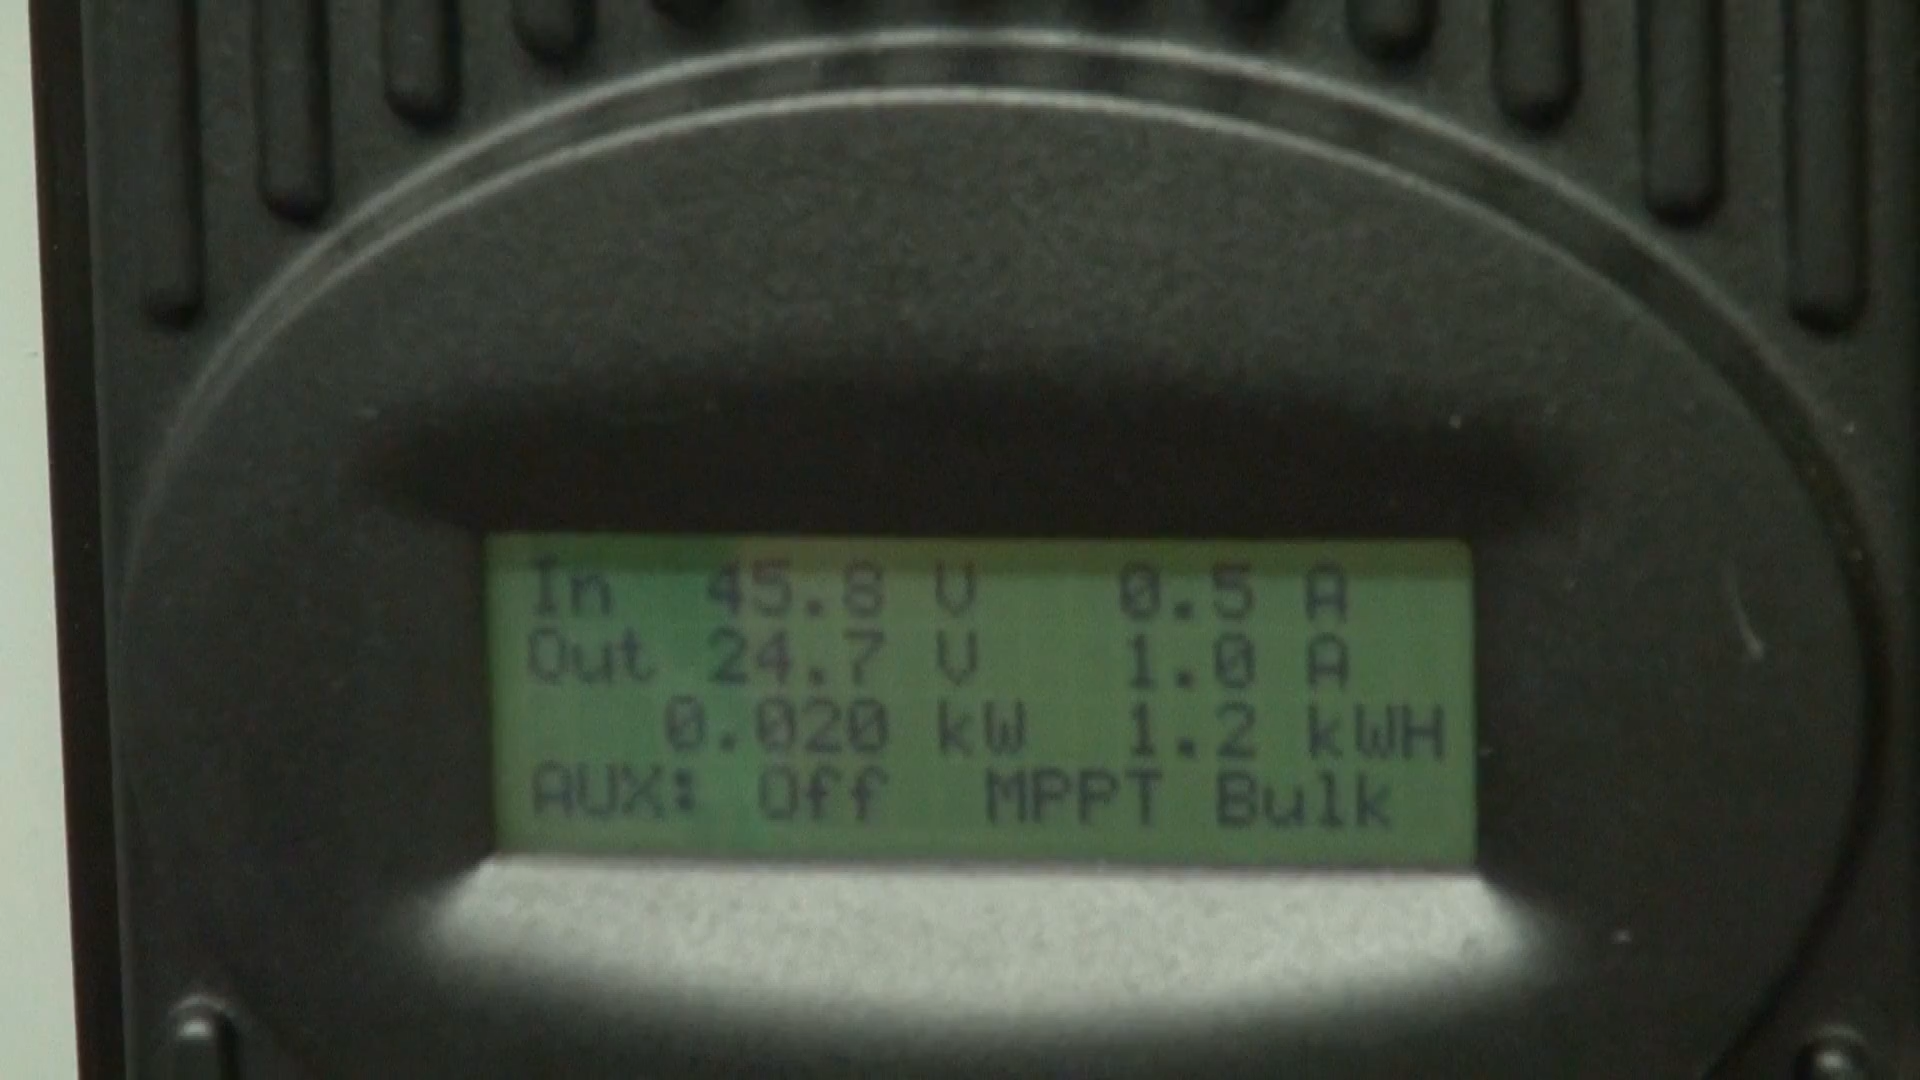 In 45.8 V 0.5 A
Out 24.7 V 1.0 A
0.020 kW 1.2 kWH
AUX: Off MPPT Bulk